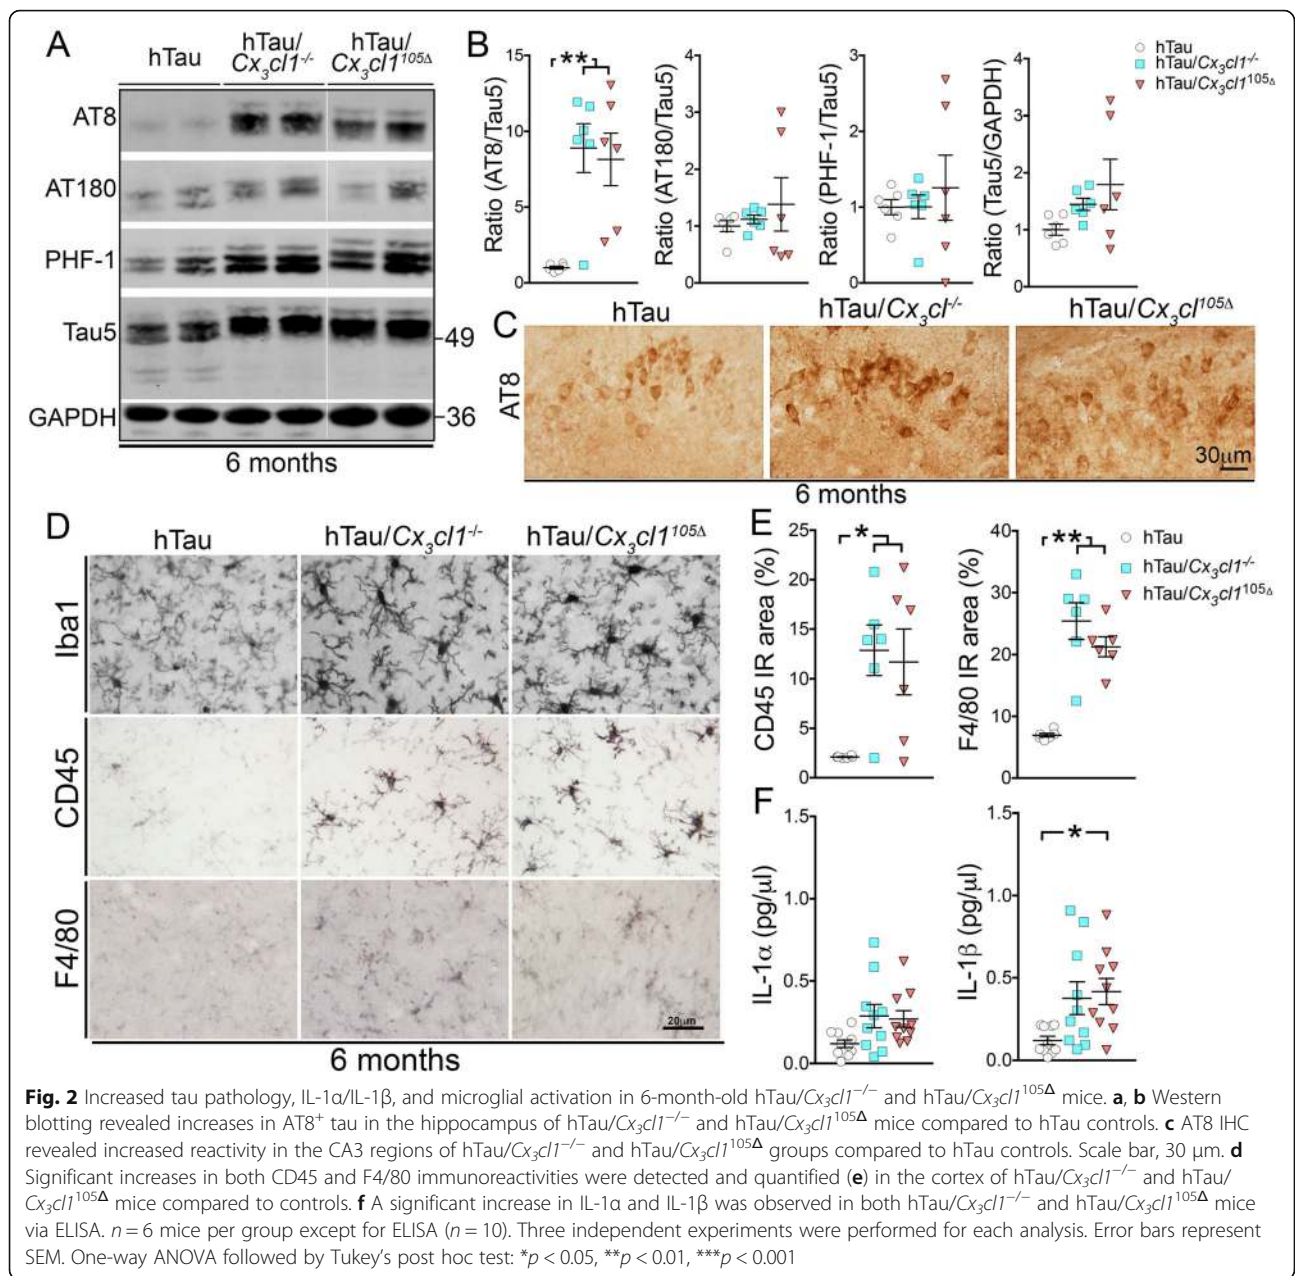 A
hTau
hTau/
Cx3cl1-/-
hTau/
Cx3cl1105Δ
AT8
AT180
PHF-1
Tau5
GAPDH
49
36
6 months
B
Ratio (AT8/Tau5)
15
10
5
0
**
Ratio (AT180/Tau5)
4
3
2
1
0
Ratio (PHF-1/Tau5)
3
2
1
0
Ratio (Tau5/GAPDH)
4
3
2
1
0
hTau
hTau/Cx3cl1-/-
hTau/Cx3cl1105Δ
C
hTau
hTau/Cx3cl-/-
hTau/Cx3cl105Δ
AT8
30μm
6 months
D
hTau
hTau/Cx3cl1-/-
hTau/Cx3cl1105Δ
Iba1
CD45
F4/80
20μm
6 months
E
CD45 IR area (%)
25
20
15
10
5
0
*
F4/80 IR area (%)
40
30
20
10
0
**
hTau
hTau/Cx3cl1-/-
hTau/Cx3cl1105Δ
F
IL-1α (pg/μl)
1.5
1.0
0.5
0.0
IL-1β (pg/μl)
1.5
1.0
0.5
0.0
*
Fig. 2 Increased tau pathology, IL-1α/IL-1β, and microglial activation in 6-month-old hTau/Cx3cl1−/− and hTau/Cx3cl1105Δ mice. a, b Western
blotting revealed increases in AT8+ tau in the hippocampus of hTau/Cx3cl1−/− and hTau/Cx3cl1105Δ mice compared to hTau controls. c AT8 IHC
revealed increased reactivity in the CA3 regions of hTau/Cx3cl1−/− and hTau/Cx3cl1105Δ groups compared to hTau controls. Scale bar, 30 μm. d
Significant increases in both CD45 and F4/80 immunoreactivities were detected and quantified (e) in the cortex of hTau/Cx3cl1−/− and hTau/
Cx3cl1105Δ mice compared to controls. f A significant increase in IL-1α and IL-1β was observed in both hTau/Cx3cl1−/− and hTau/Cx3cl1105Δ mice
via ELISA. n = 6 mice per group except for ELISA (n = 10). Three independent experiments were performed for each analysis. Error bars represent
SEM. One-way ANOVA followed by Tukey's post hoc test: *p < 0.05, **p < 0.01, ***p < 0.001